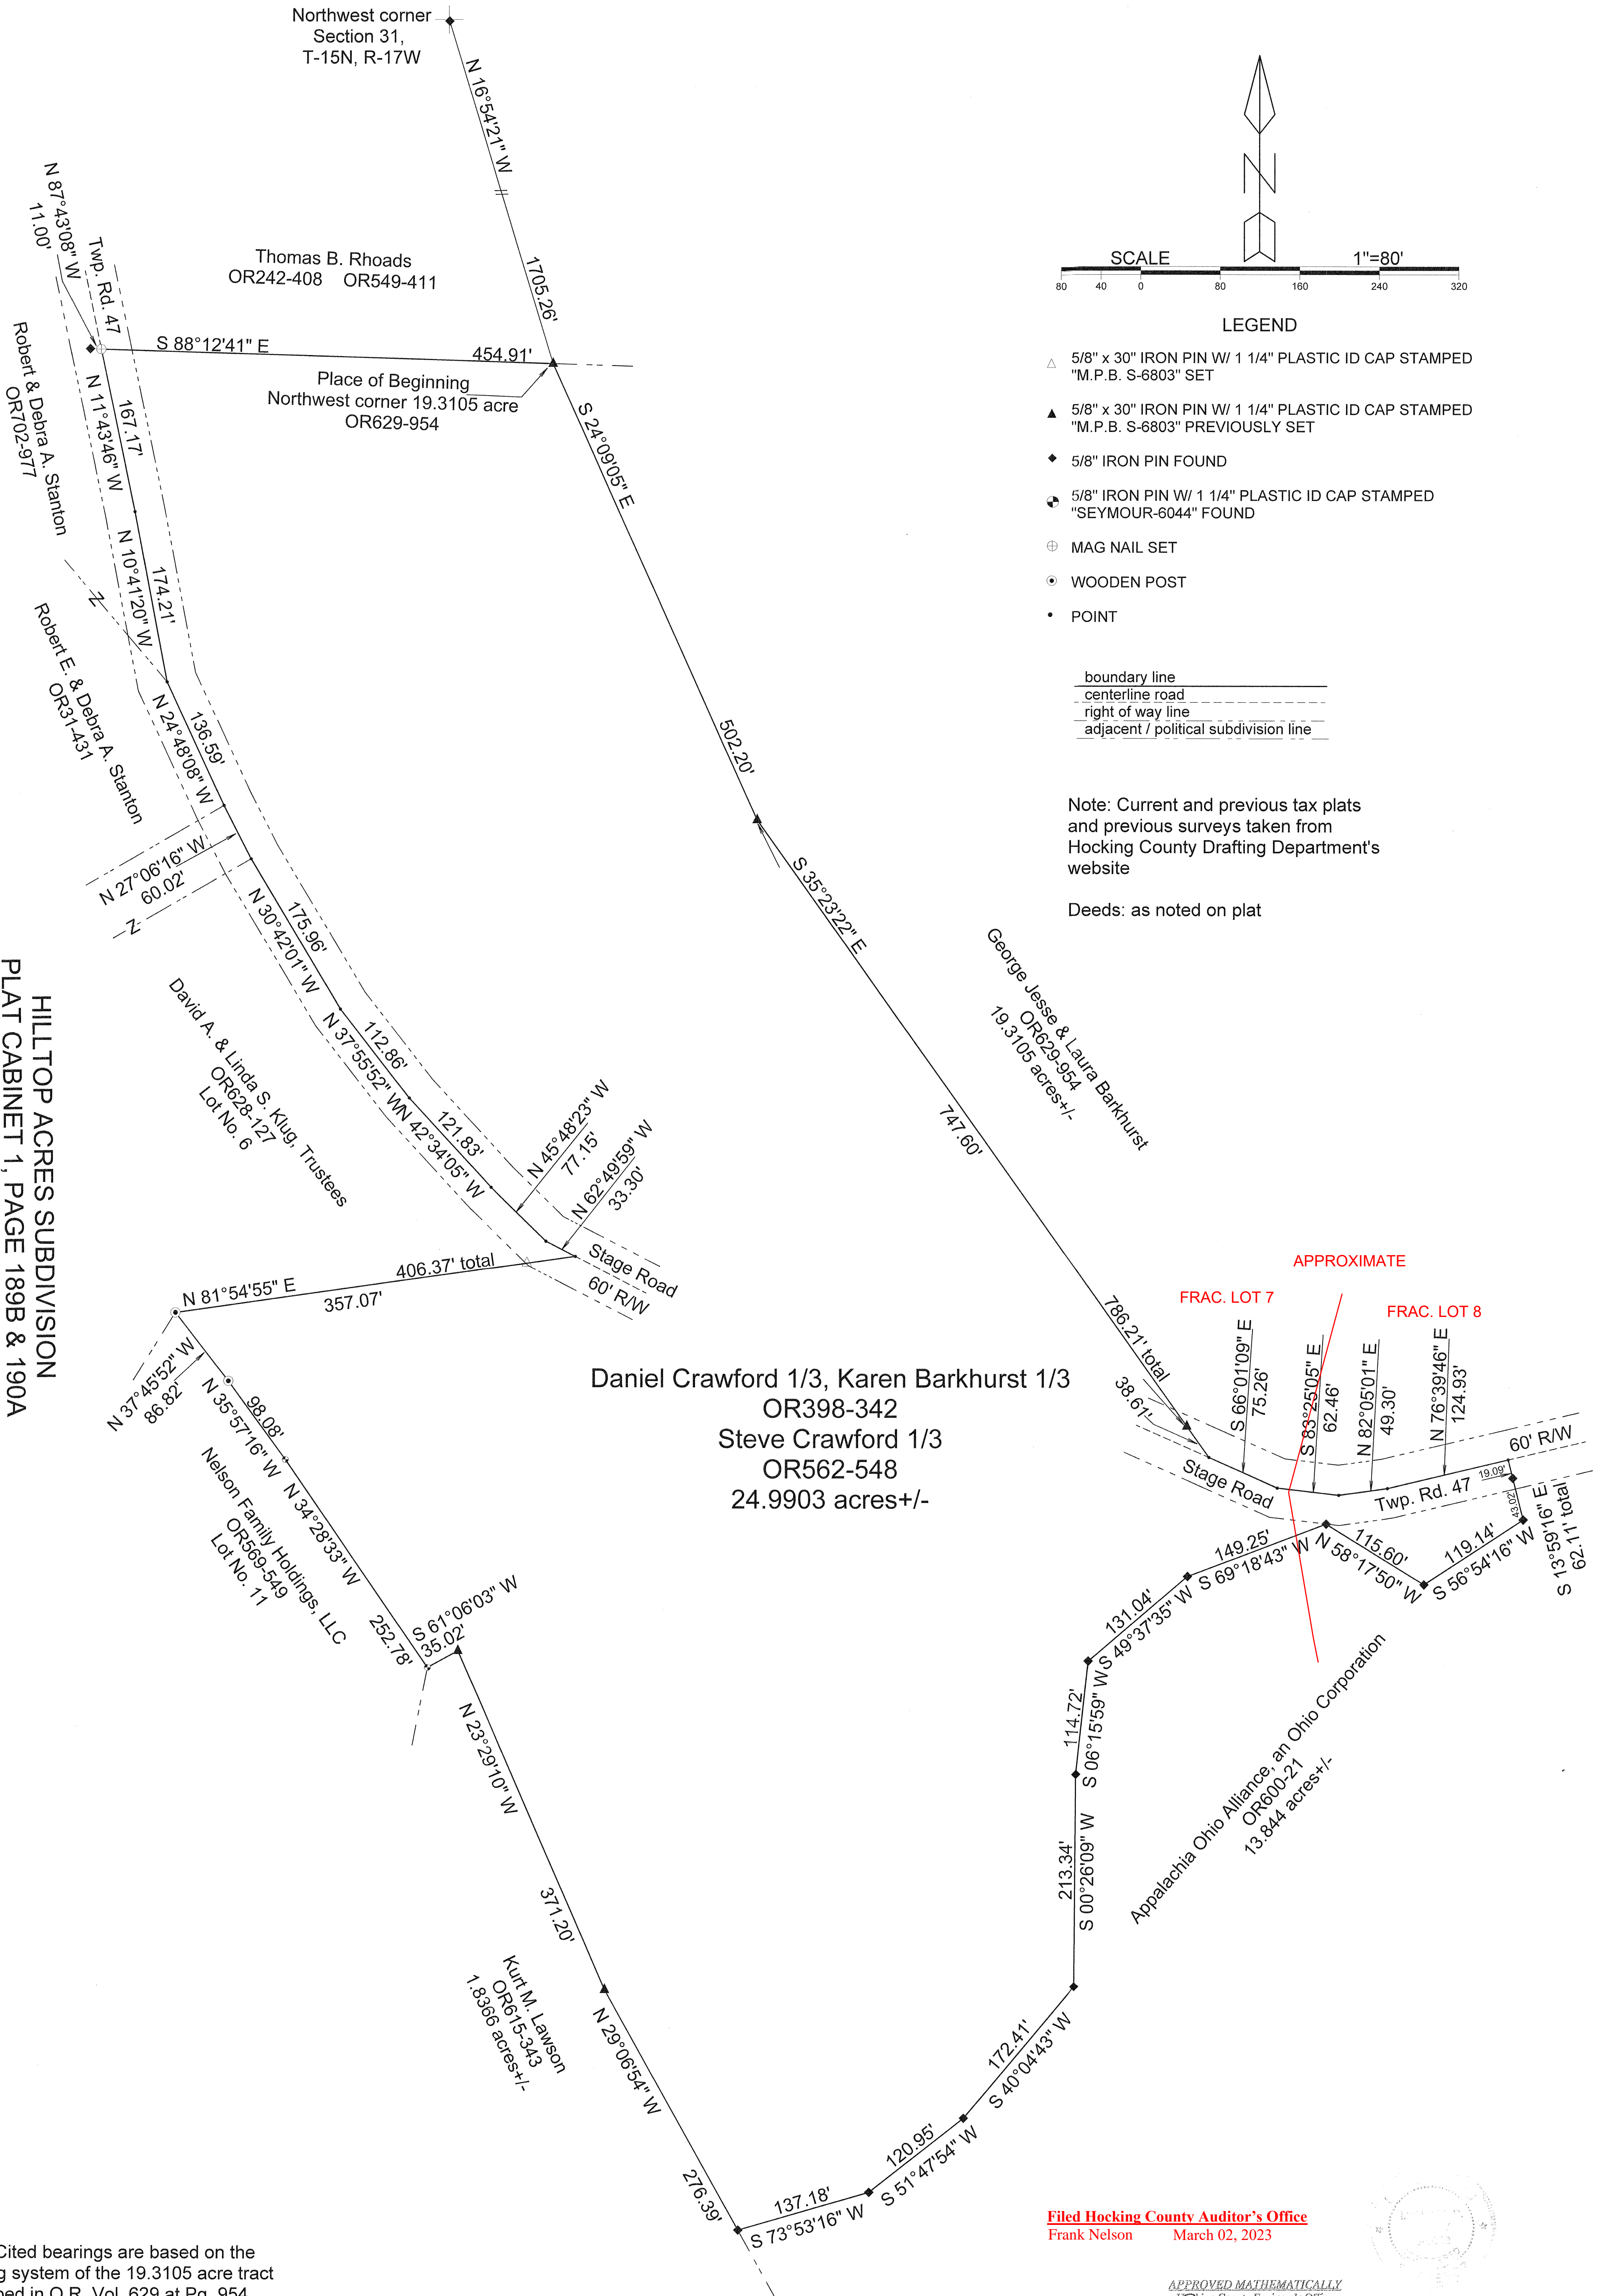 Northwest corner
Section 31,
T-15N, R-17W
N 16°54'21" W
1705.26'
N 87°43'08" W
11.00'
Twp. Rd. 47
Thomas B. Rhoads
OR242-408 OR549-411
S 88°12'41" E
454.91'
Place of Beginning
Northwest corner 19.3105 acre
OR629-954
SCALE 1"=80'
80 40 0 80 160 240 320
LEGEND
5/8" x 30" IRON PIN W/ 1 1/4" PLASTIC ID CAP STAMPED
"M.P.B. S-6803" SET
5/8" x 30" IRON PIN W/ 1 1/4" PLASTIC ID CAP STAMPED
"M.P.B. S-6803" PREVIOUSLY SET
5/8" IRON PIN FOUND
5/8" IRON PIN W/ 1 1/4" PLASTIC ID CAP STAMPED
"SEYMOUR-6044" FOUND
MAG NAIL SET
WOODEN POST
POINT
boundary line
centerline road
right of way line
adjacent / political subdivision line
Note: Current and previous tax plats
and previous surveys taken from
Hocking County Drafting Department's
website
Deeds: as noted on plat
Robert & Debra A. Stanton
OR702-977
167.17'
N 11°43'46" W
174.21'
N 10°41'20" W
Z
Robert E. & Debra A. Stanton
OR31-431
136.59'
N 24°48'08" W
N 27°06'16" W
60.02'
Z
175.96'
N 30°42'01" W
112.86'
N 37°55'52" W
121.83'
N 42°34'05" W
N 45°48'23" W
77.15'
N 62°49'59" W
33.30'
Stage Road
60' R/W
David A. & Linda S. Klug, Trustees
OR628-127
Lot No. 6
HILLTOP ACRES SUBDIVISION
PLAT CABINET 1, PAGE 189B & 190A
S 24°09'05" E
502.20'
S 35°23'22" E
747.60'
786.21' total
38.61'
George Jesse & Laura Barkhurst
OR629-954
19.3105 acres+/-
N 81°54'55" E
406.37' total
357.07'
N 37°45'52" W
86.82'
98.08'
N 35°57'16" W
N 34°28'33" W
252.78'
Nelson Family Holdings, LLC
OR569-549
Lot No. 11
S 61°06'03" W
35.02'
Daniel Crawford 1/3, Karen Barkhurst 1/3
OR398-342
Steve Crawford 1/3
OR562-548
24.9903 acres+/-
APPROXIMATE
FRAC. LOT 7
FRAC. LOT 8
S 66°01'09" E
75.26'
S 83°25'05" E
62.46'
N 82°05'01" E
49.30'
N 76°39'46" E
124.93'
60' R/W
Stage Road
Twp. Rd. 47
19.09'
43.02'
S 13°59'16" E
62.11' total
119.14'
S 56°54'16" W
115.60'
N 58°17'50" W
149.25'
S 69°18'43" W
131.04'
S 49°37'35" W
114.72'
S 06°15'59" W
213.34'
S 00°26'09" W
172.41'
S 40°04'43" W
120.95'
S 51°47'54" W
137.18'
S 73°53'16" W
Appalachia Ohio Alliance, an Ohio Corporation
OR600-21
13.844 acres+/-
N 23°29'10" W
371.20'
Kurt M. Lawson
OR615-343
1.8366 acres+/-
N 29°06'54" W
276.39'
Filed Hocking County Auditor's Office
Frank Nelson March 02, 2023
APPROVED MATHEMATICALLY
Cited bearings are based on the
g system of the 19.3105 acre tract
bed in O.R. Vol. 629 at Pg. 954